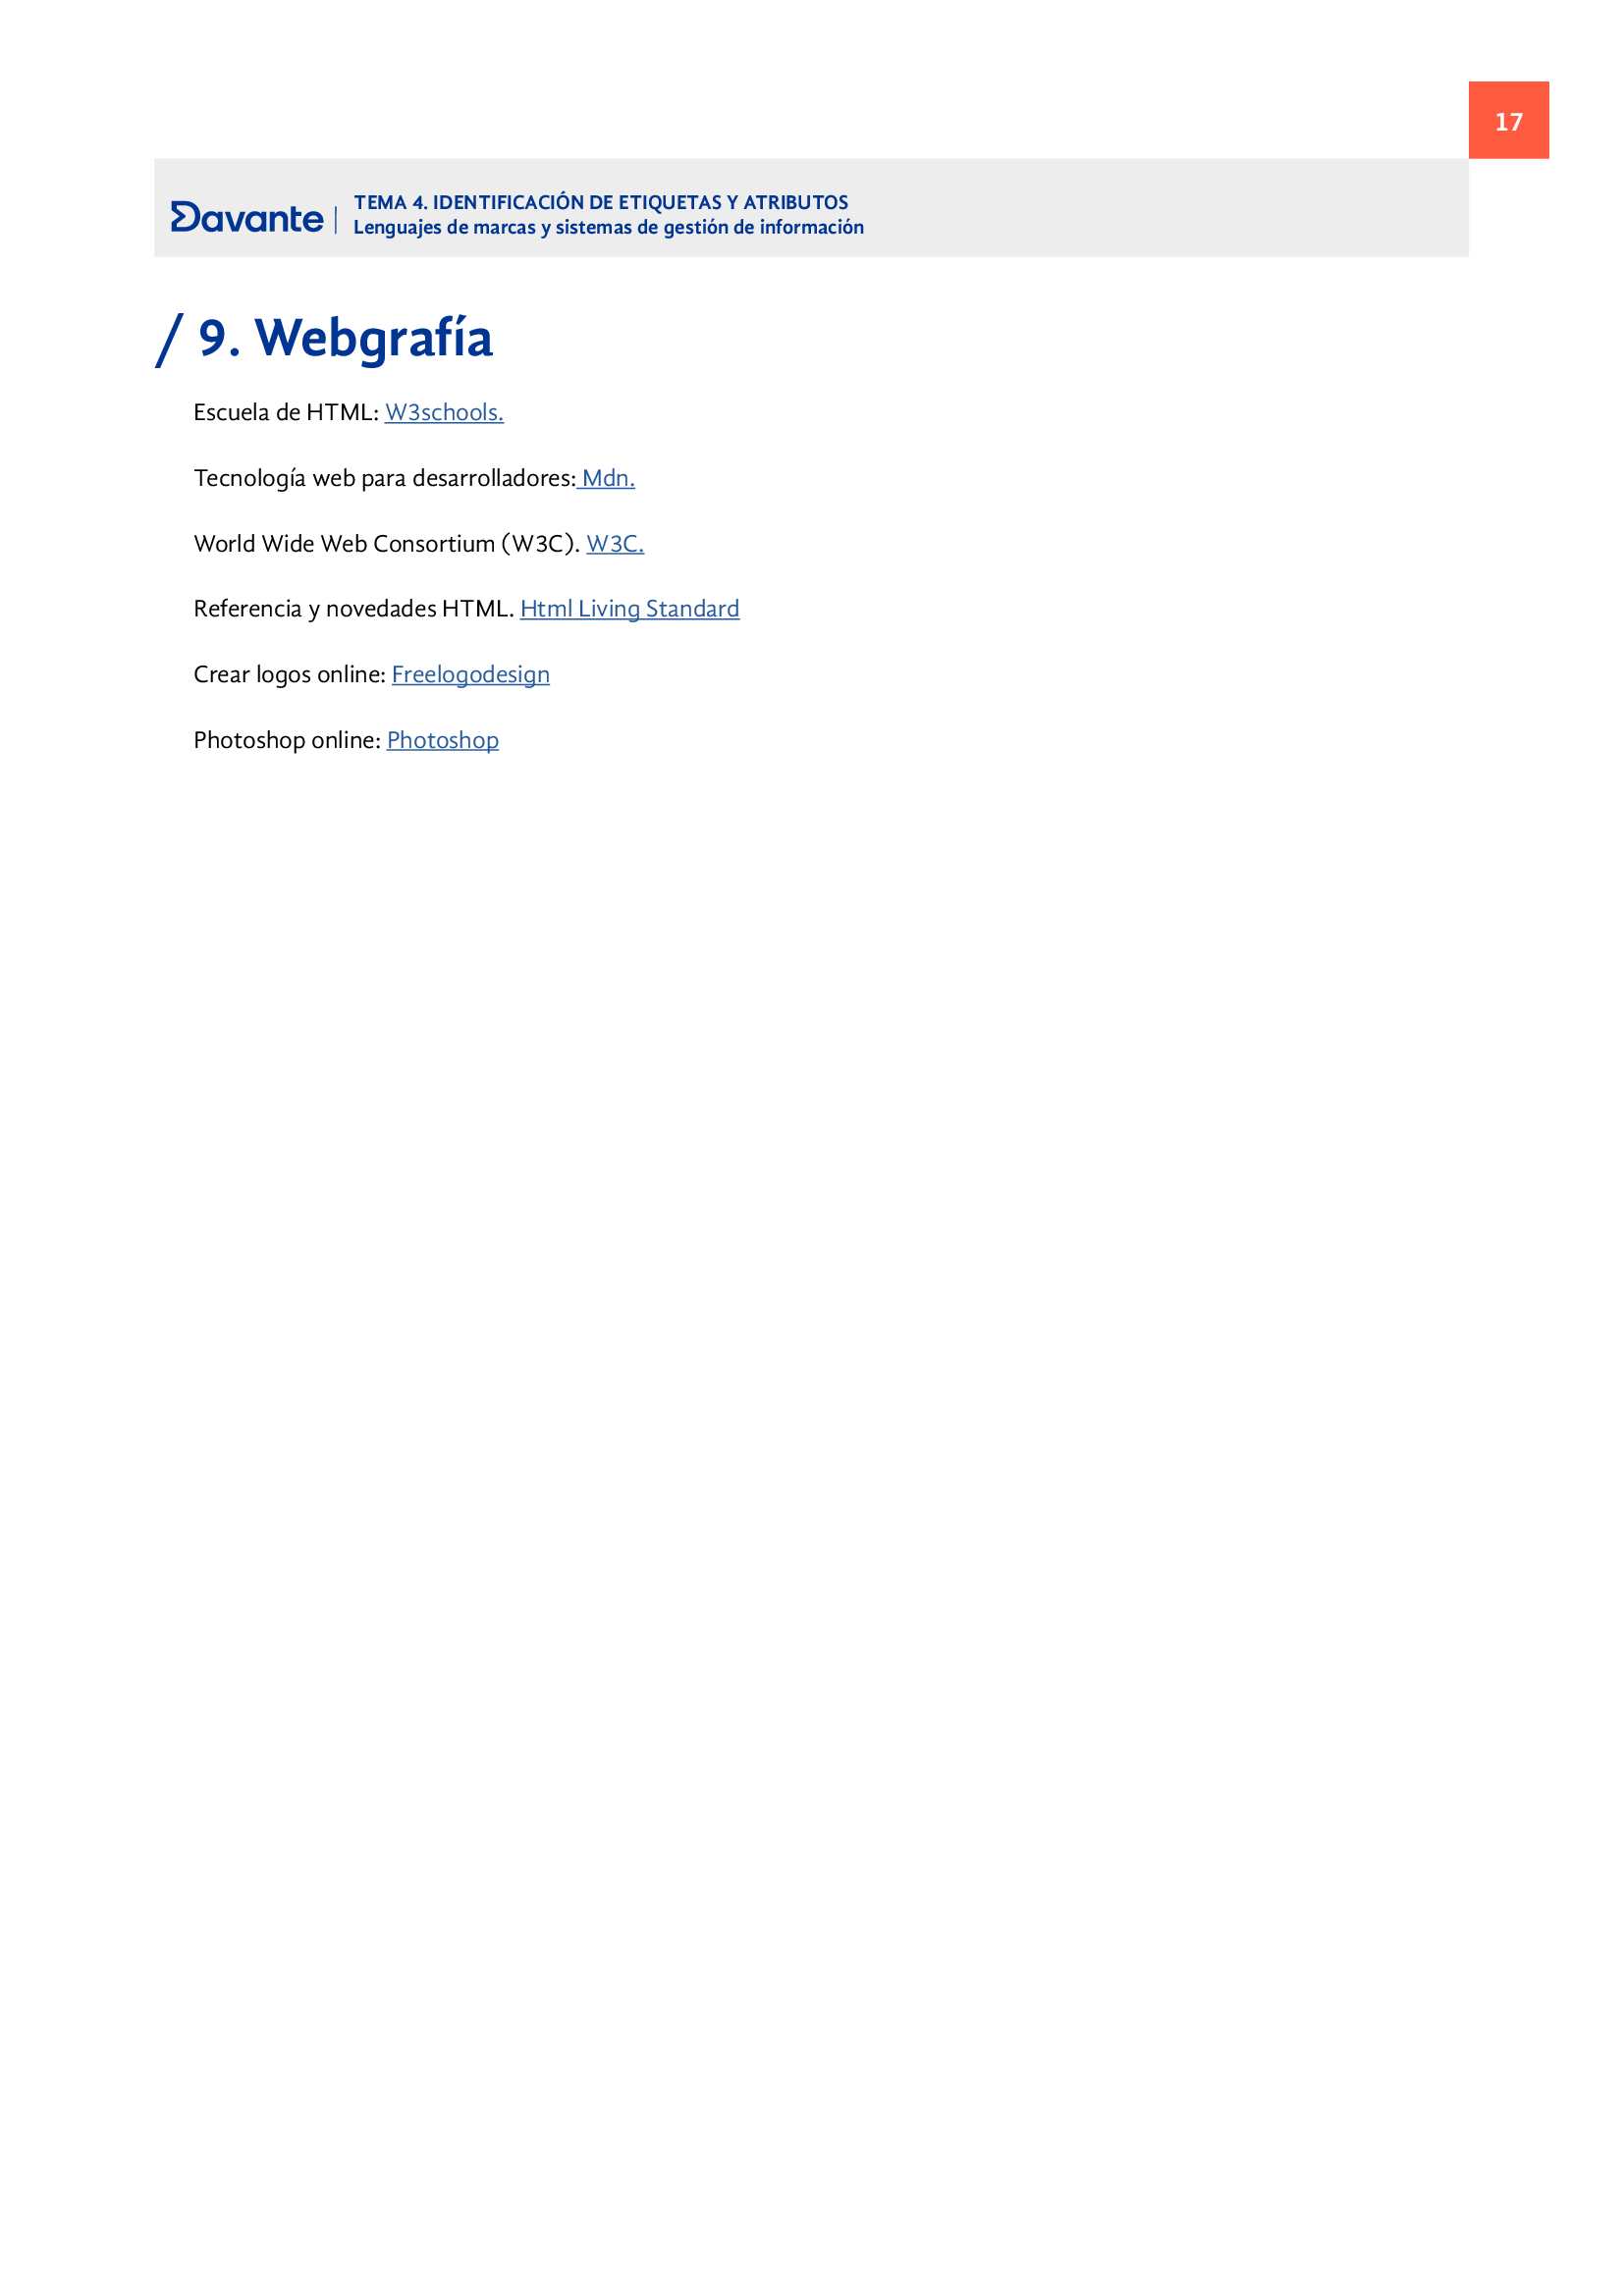 17
Davante
TEMA 4. IDENTIFICACIÓN DE ETIQUETAS Y ATRIBUTOS
Lenguajes de marcas y sistemas de gestión de información
/ 9. Webgrafía
Escuela de HTML: W3schools.
Tecnología web para desarrolladores: Mdn.
World Wide Web Consortium (W3C). W3C.
Referencia y novedades HTML. Html Living Standard
Crear logos online: Freelogodesign
Photoshop online: Photoshop